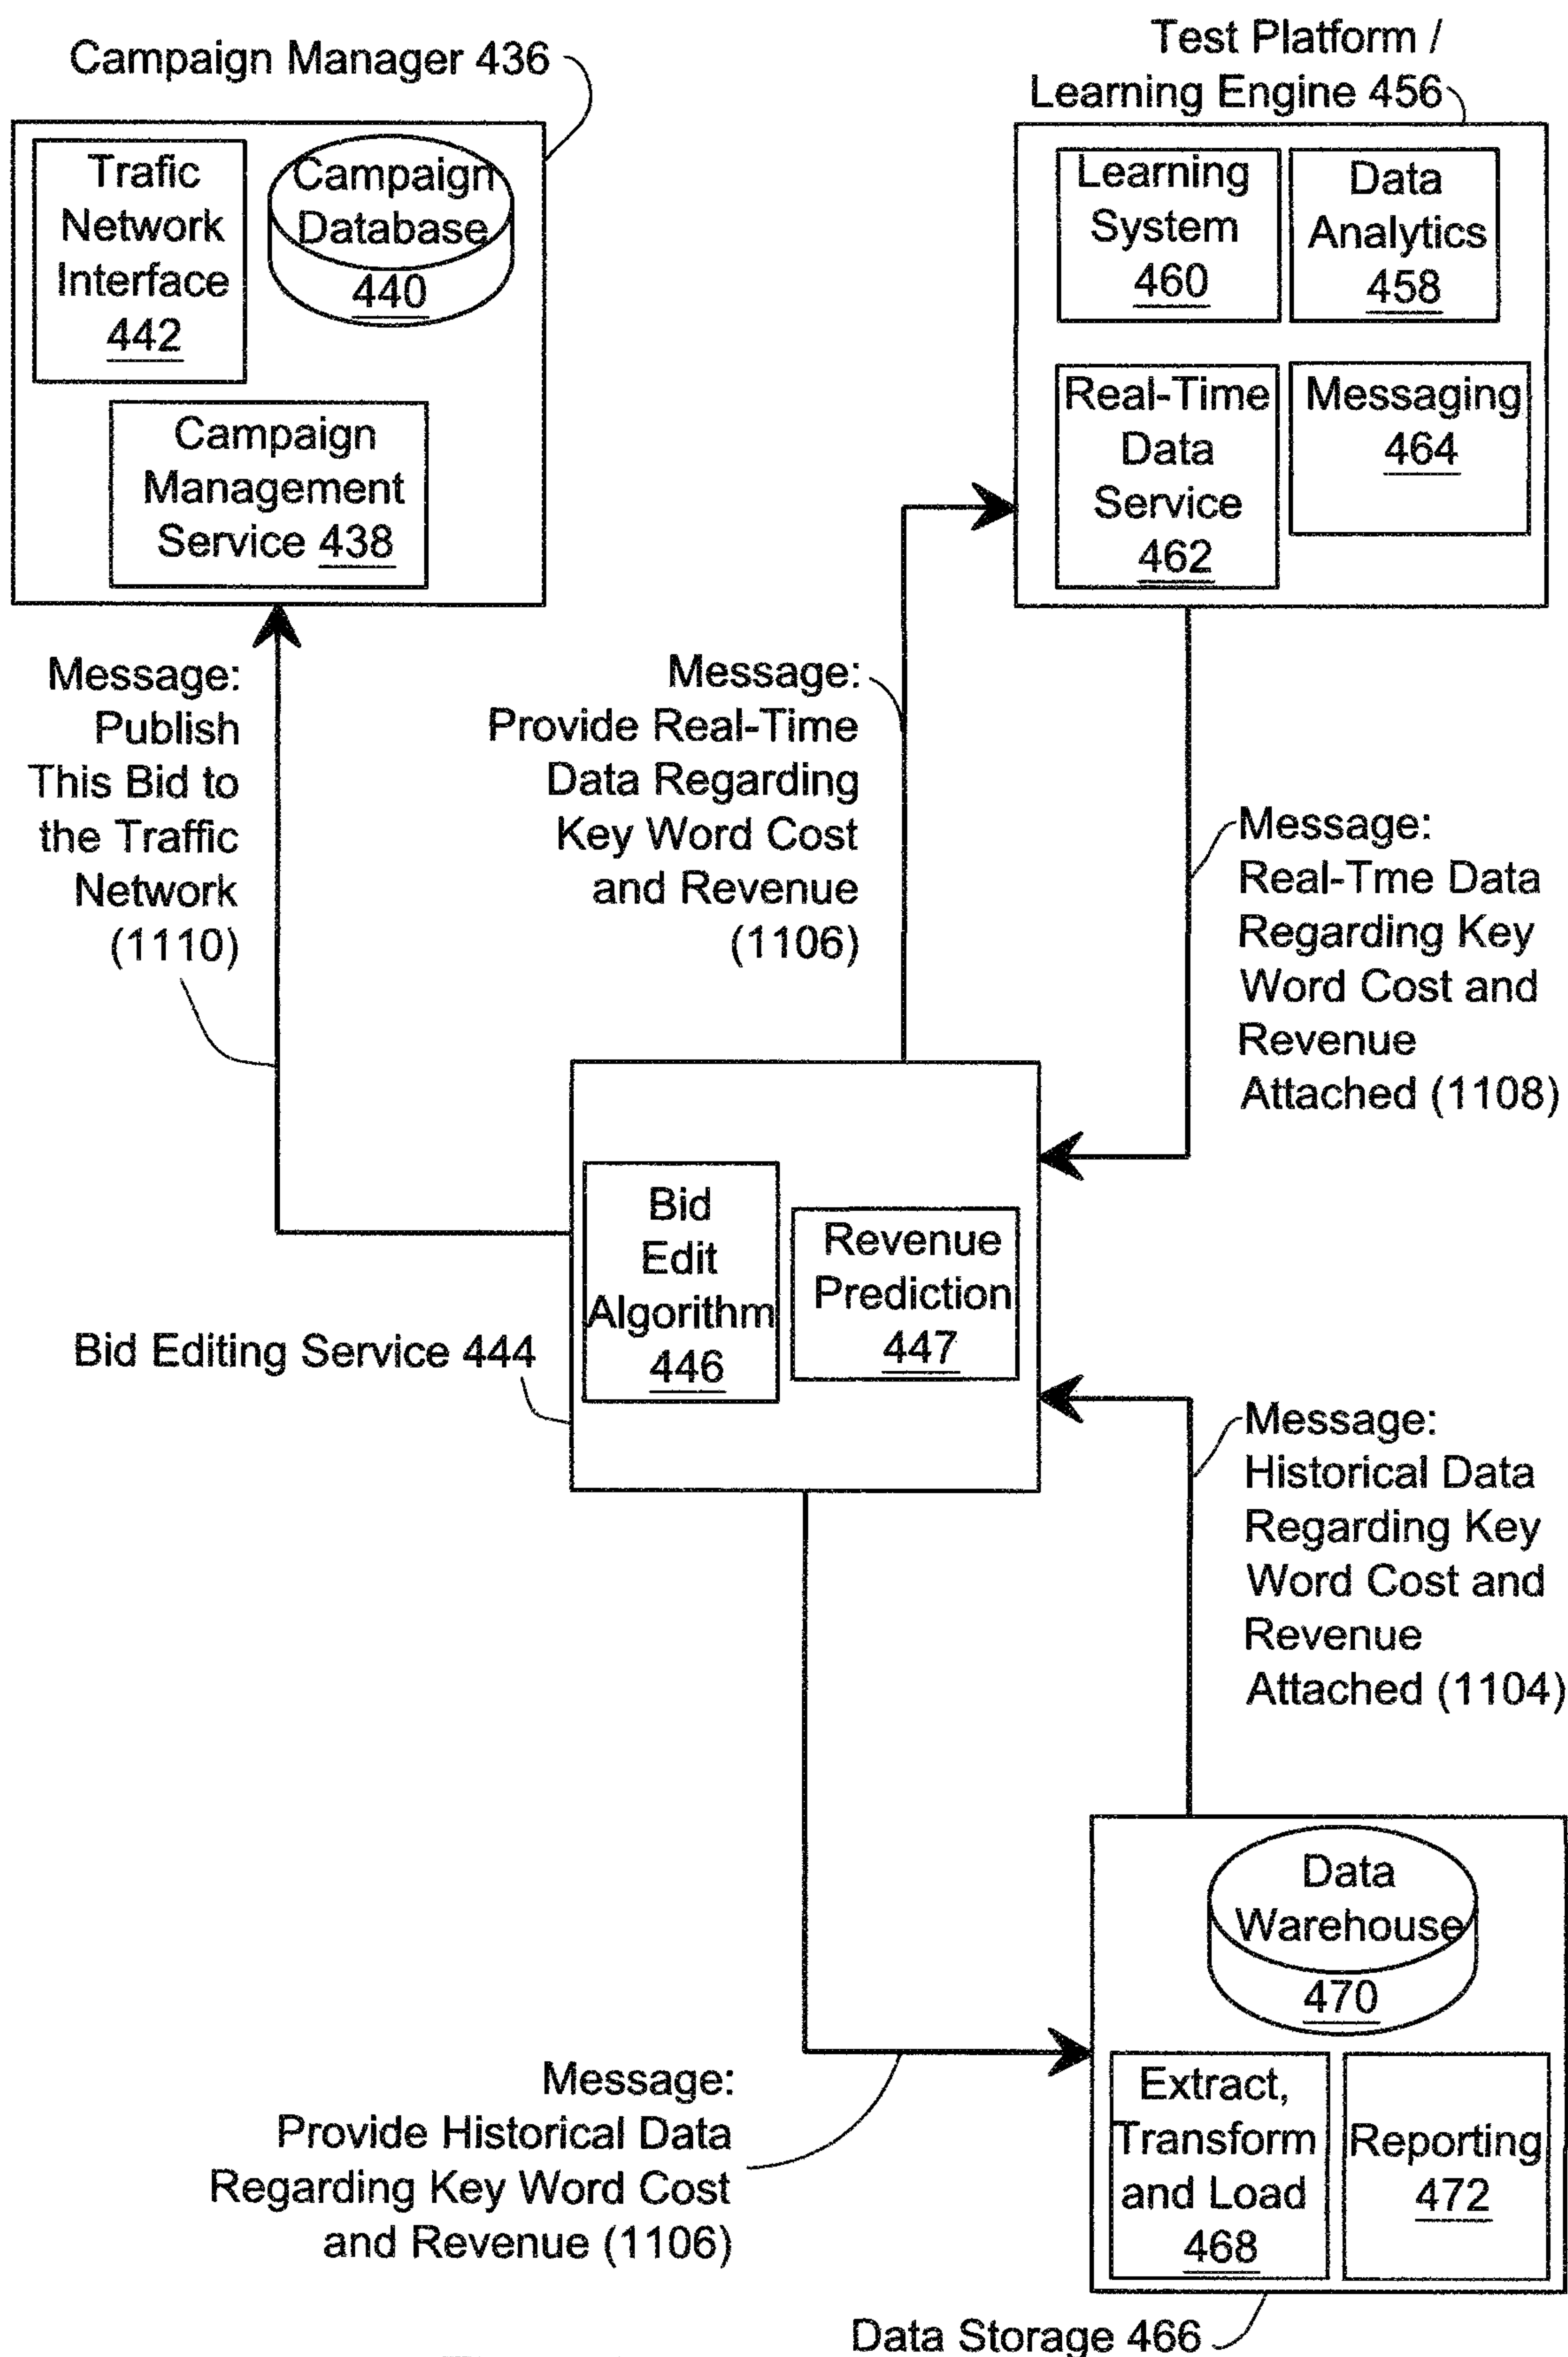 Campaign Manager 436
Trafic
Network
Interface
442
Campaign
Database
440
Campaign
Management
Service 438
Test Platform /
Learning Engine 456
Learning
System
460
Data
Analytics
458
Real-Time
Data
Service
462
Messaging
464
Message:
Publish
This Bid to
the Traffic
Network
(1110)
Message:
Provide Real-Time
Data Regarding
Key Word Cost
and Revenue
(1106)
Message:
Real-Tme Data
Regarding Key
Word Cost and
Revenue
Attached (1108)
Bid
Edit
Algorithm
446
Revenue
Prediction
447
Bid Editing Service 444
Message:
Historical Data
Regarding Key
Word Cost and
Revenue
Attached (1104)
Message:
Provide Historical Data
Regarding Key Word Cost
and Revenue (1106)
Data
Warehouse
470
Extract,
Transform
and Load
468
Reporting
472
Data Storage 466